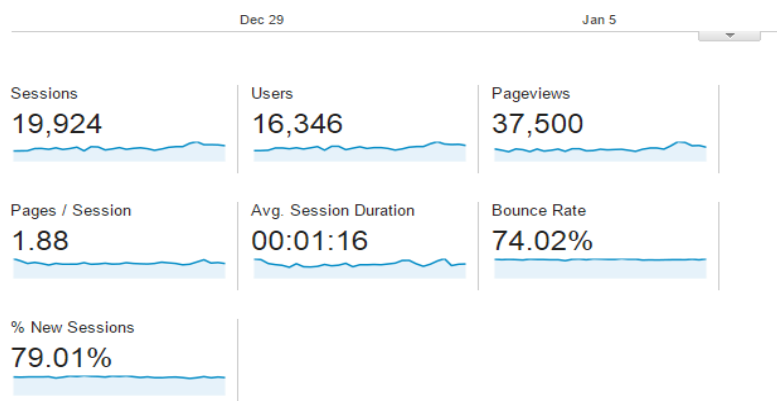 Dec 29 Jan 5
Sessions Users Pageviews
19,924 16,346 37,500
Pages / Session Avg. Session Duration Bounce Rate
1.88 00:01:16 74.02%
% New Sessions
79.01%